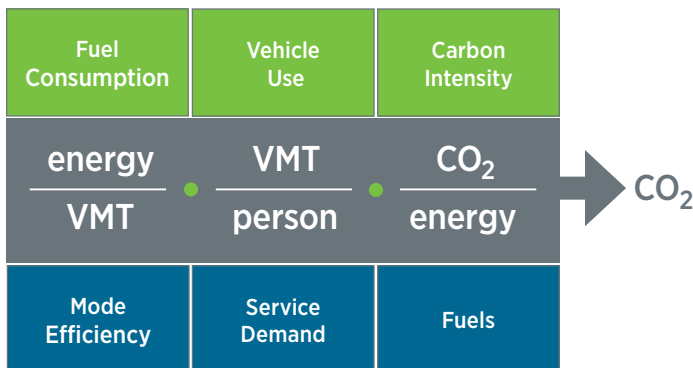 Fuel
Consumption
Vehicle
Use
Carbon
Intensity
energy
VMT
VMT
person
CO₂
energy
CO₂
Mode
Efficiency
Service
Demand
Fuels